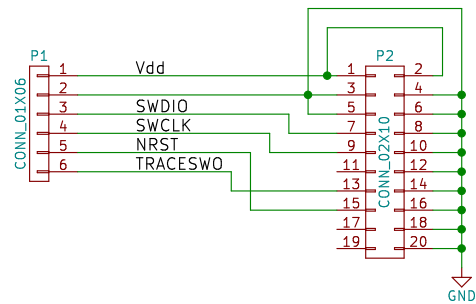 P1
CONN_01X06
1
2
3
4
5
6
Vdd
SWDIO
SWCLK
NRST
TRACESWO
P2
CONN_02X10
1 2
3 4
5 6
7 8
9 10
11 12
13 14
15 16
17 18
19 20
GND